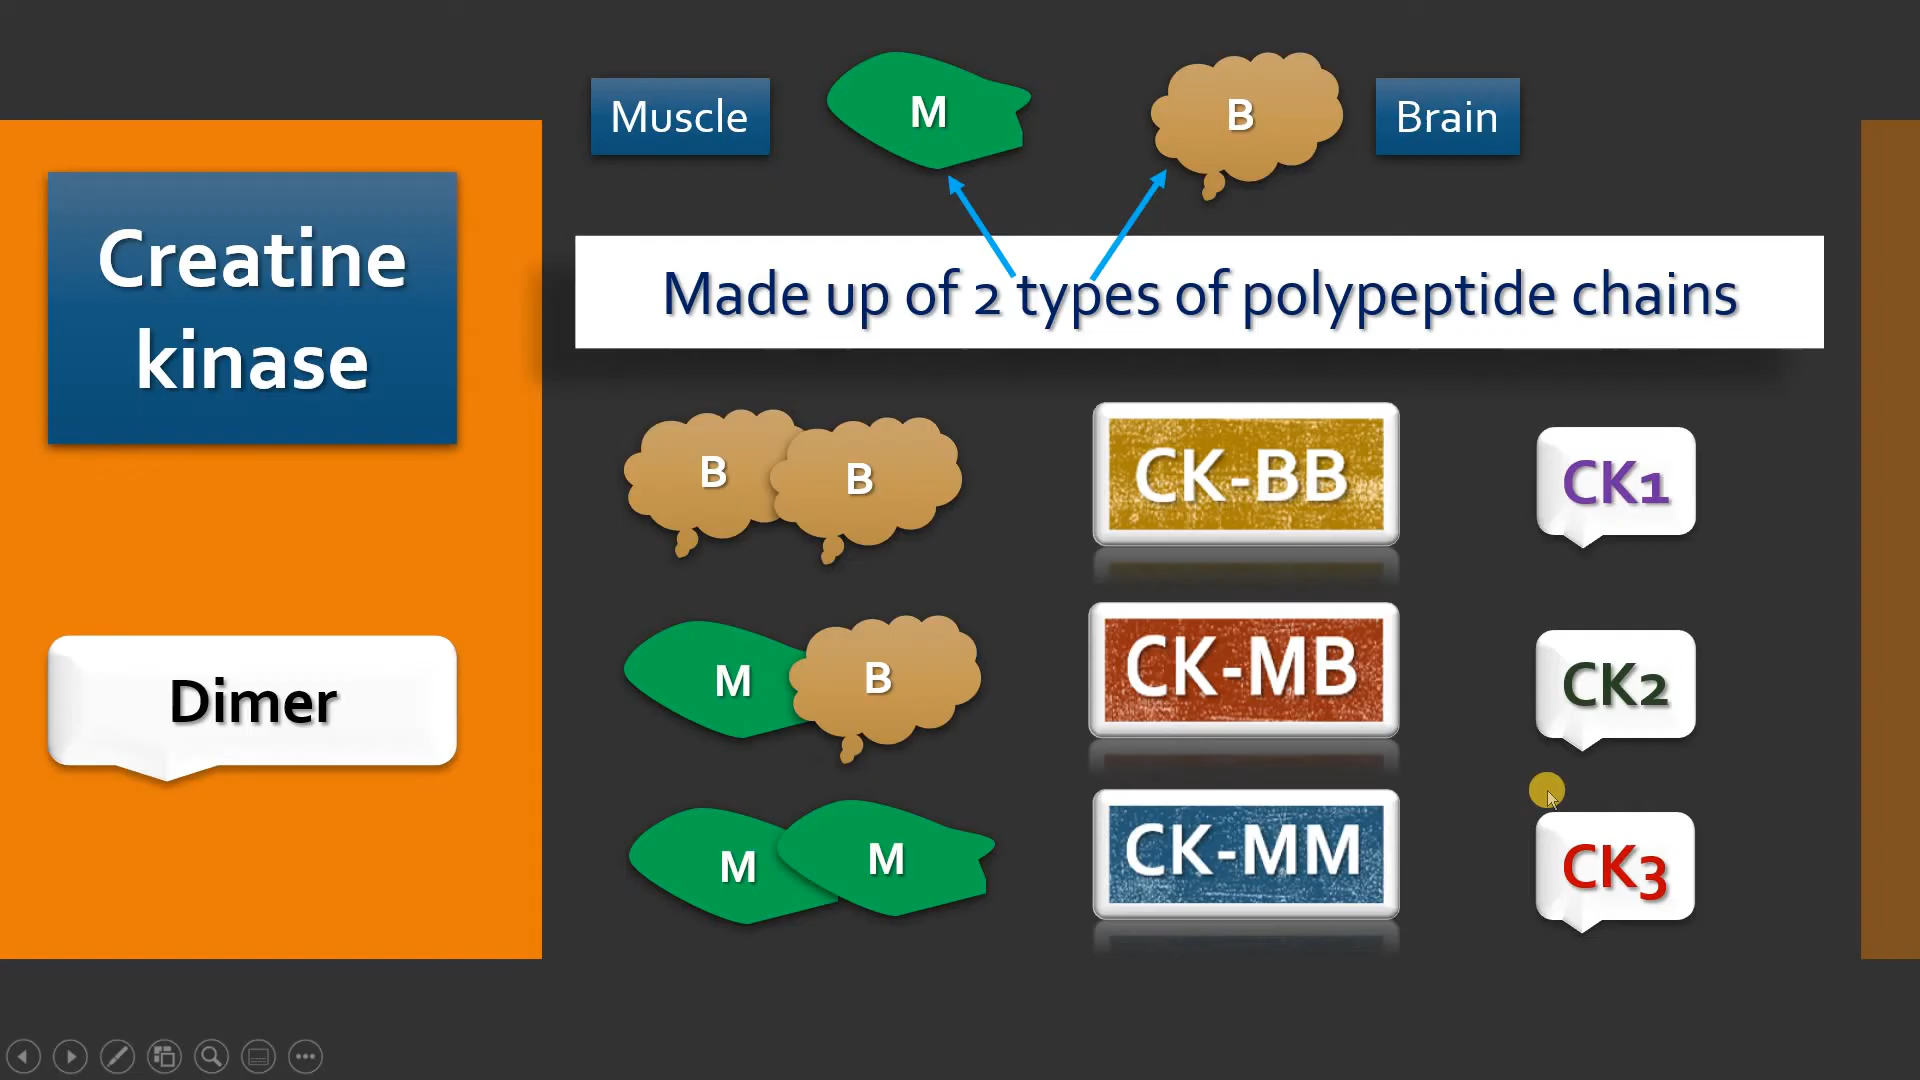 Muscle
M
B
Brain
Creatine
kinase
Made up of 2 types of polypeptide chains
B
B
CK-BB
CK1
Dimer
M
B
CK-MB
CK2
M
M
CK-MM
CK3